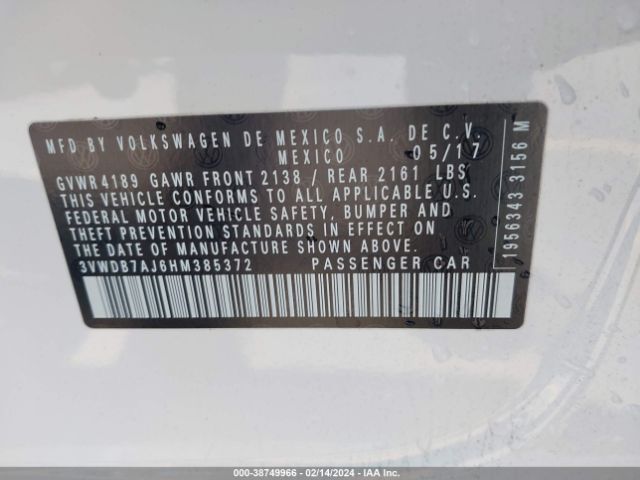 MFD BY VOLKSWAGEN DE MEXICO S.A. DE C.V.
MEXICO 05/17
GVWR 4189 GAWR FRONT 2138 / REAR 2161 LBS
THIS VEHICLE CONFORMS TO ALL APPLICABLE U.S.
FEDERAL MOTOR VEHICLE SAFETY, BUMPER AND
THEFT PREVENTION STANDARDS IN EFFECT ON
THE DATE OF MANUFACTURE SHOWN ABOVE.
3VWDB7AJ6HM385372 PASSENGER CAR
1956343 3156 M
000-38749966 - 02/14/2024 - IAAI.COM